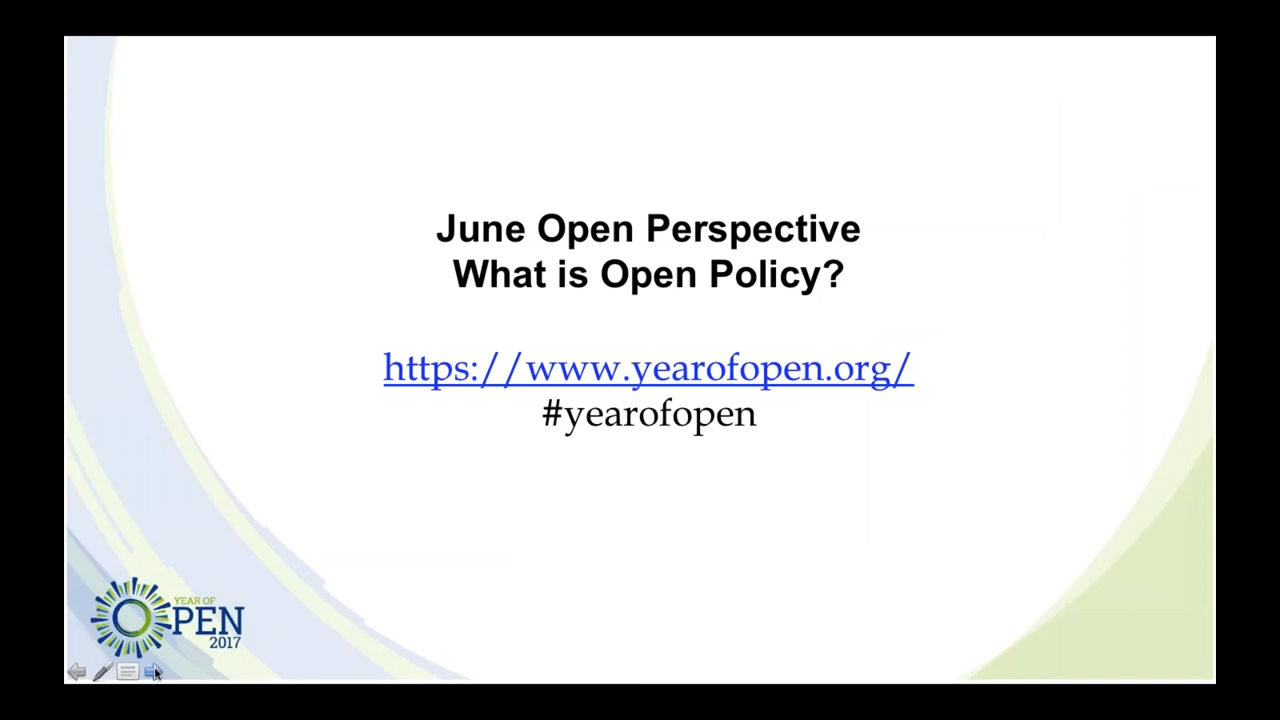 June Open Perspective
What is Open Policy?
https://www.yearofopen.org/
#yearofopen
YEAR OF
OPEN
2017